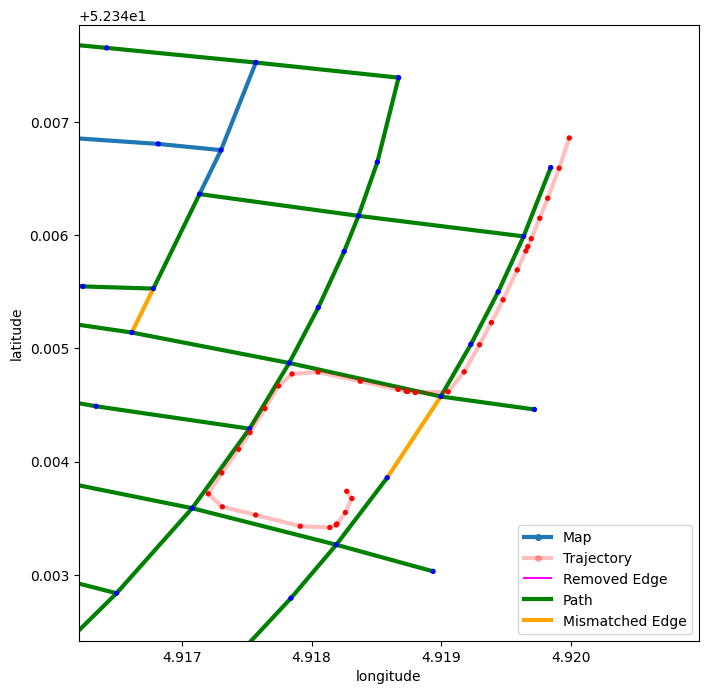 +5.234e1
0.007
0.006
0.005
0.004
0.003
latitude
4.917
4.918
4.919
4.920
longitude
Map
Trajectory
Removed Edge
Path
Mismatched Edge